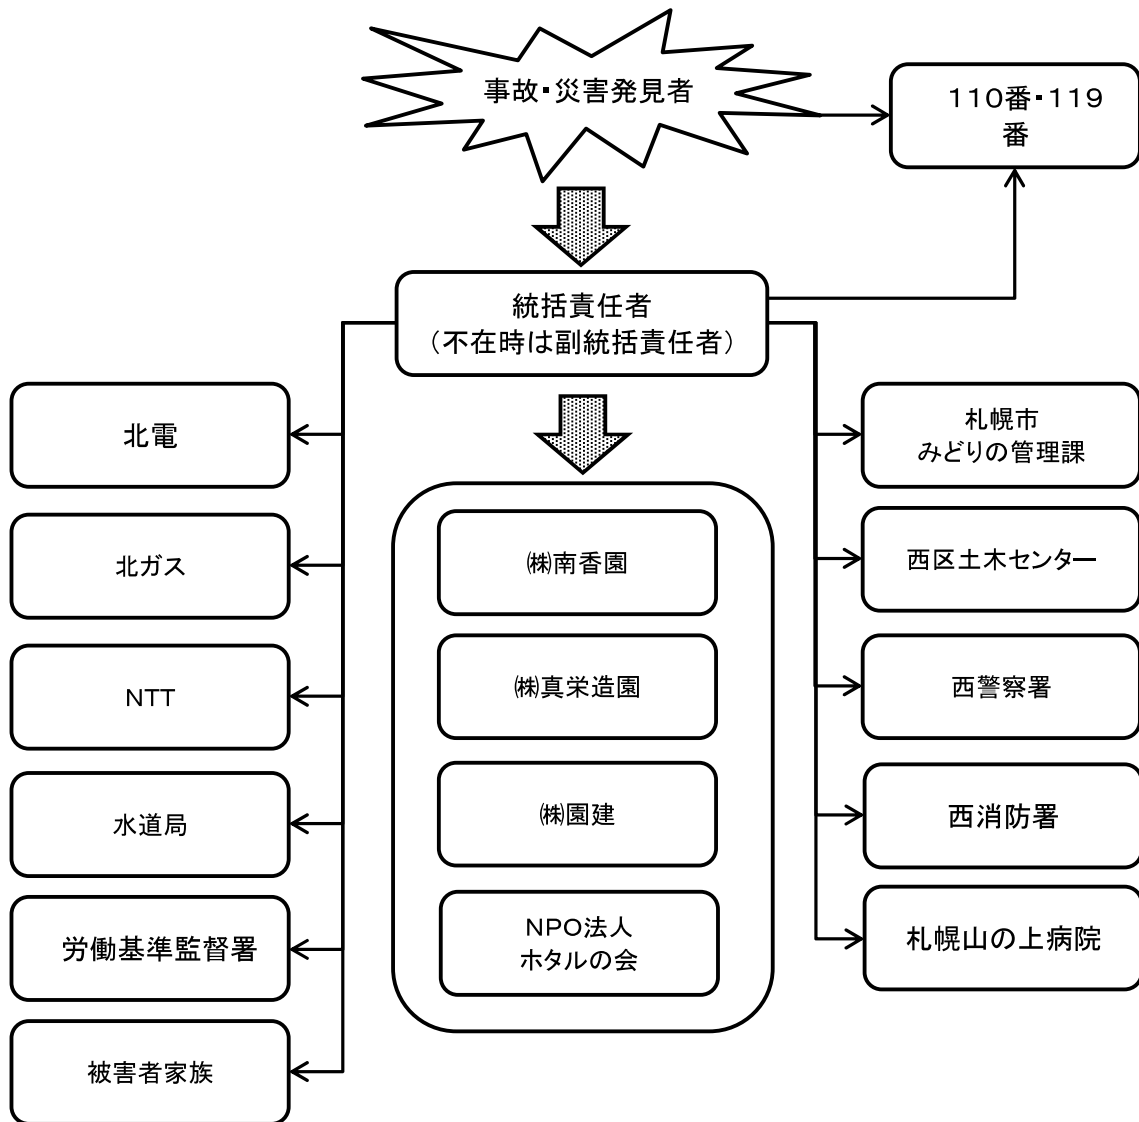 事故・災害発見者
110番・119
番
統括責任者
（不在時は副統括責任者）
北電
北ガス
NTT
水道局
労働基準監督署
被害者家族
㈱南香園
㈱真栄造園
㈱園建
NPO法人
ホタルの会
札幌市
みどりの管理課
西区土木センター
西警察署
西消防署
札幌山の上病院